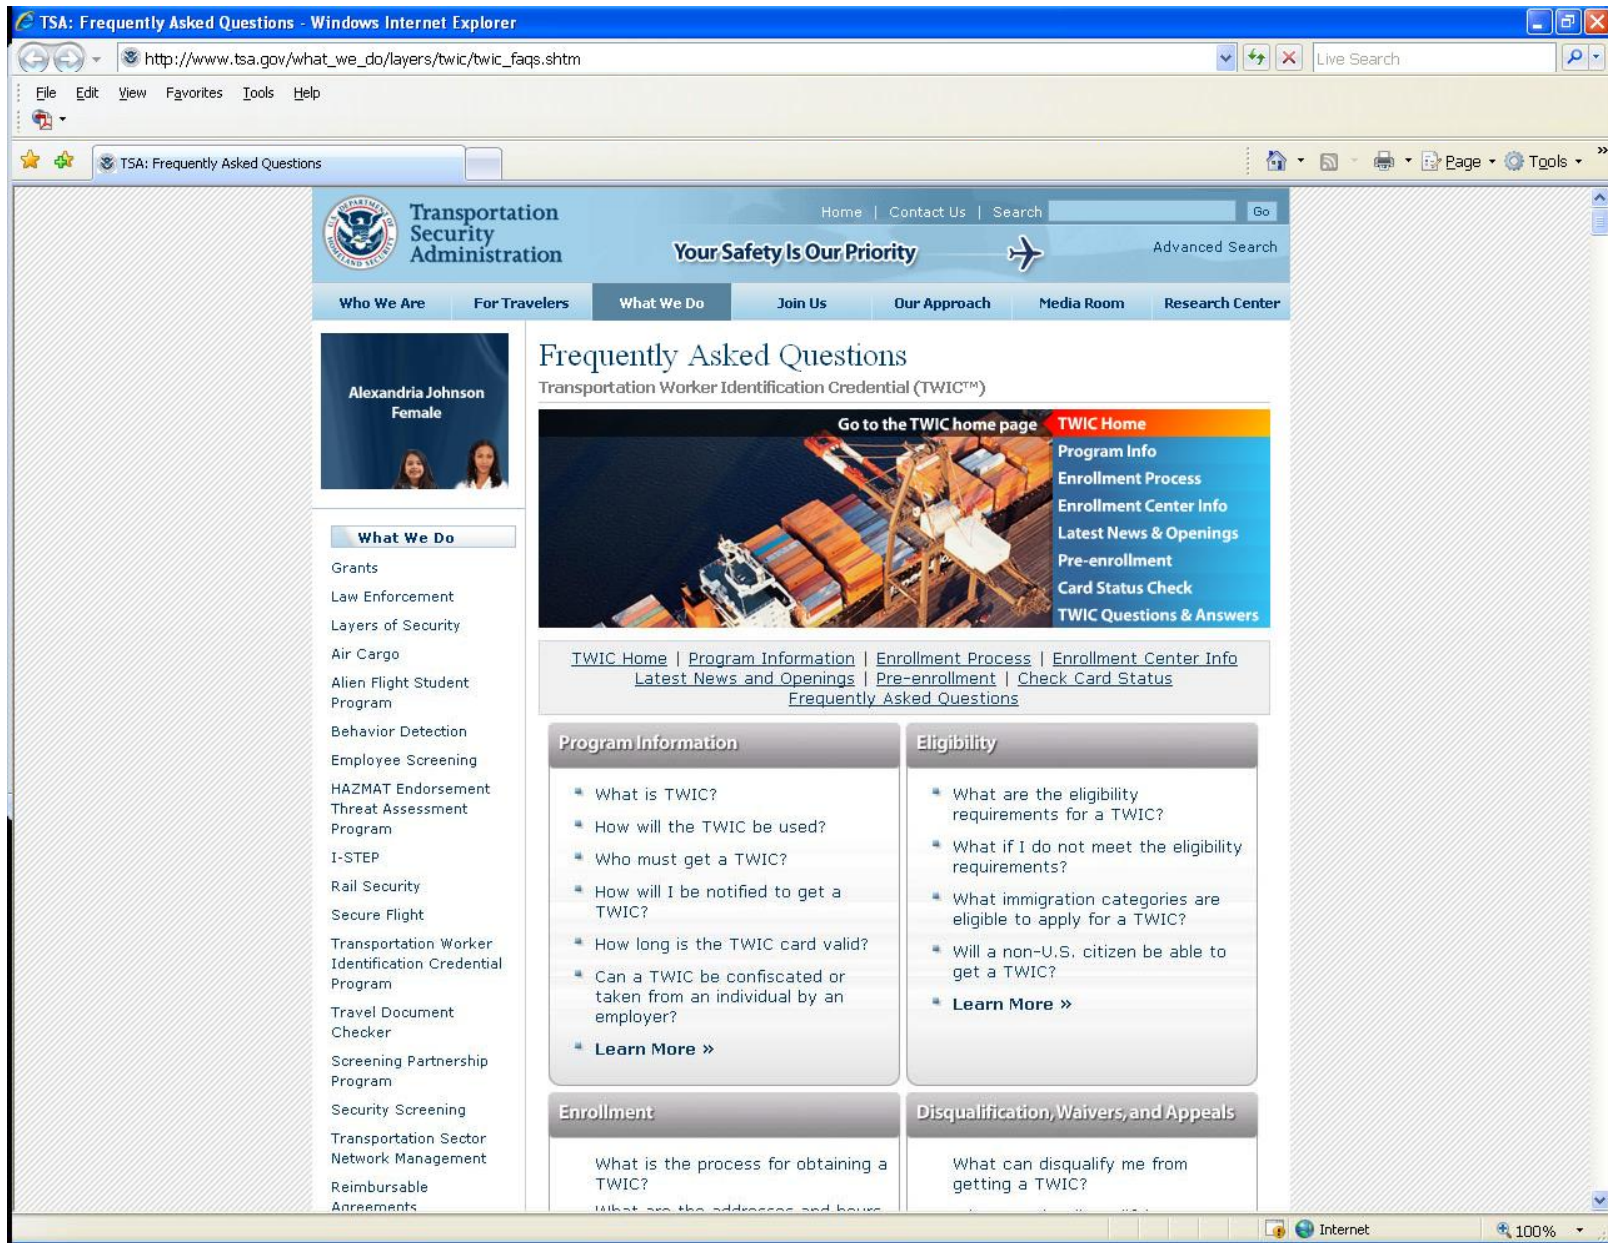 TSA: Frequently Asked Questions - Windows Internet Explorer
http://www.tsa.gov/what_we_do/layers/twic/twic_faqs.shtm
Live Search
File Edit View Favorites Tools Help
TSA: Frequently Asked Questions
Page Tools »
U.S. DEPARTMENT OF HOMELAND SECURITY
Transportation
Security
Administration
Home | Contact Us | Search Go
Your Safety Is Our Priority
Advanced Search
Who We Are For Travelers What We Do Join Us Our Approach Media Room Research Center
Alexandria Johnson
Female
What We Do
Grants
Law Enforcement
Layers of Security
Air Cargo
Alien Flight Student
Program
Behavior Detection
Employee Screening
HAZMAT Endorsement
Threat Assessment
Program
I-STEP
Rail Security
Secure Flight
Transportation Worker
Identification Credential
Program
Travel Document
Checker
Screening Partnership
Program
Security Screening
Transportation Sector
Network Management
Reimbursable
Agreements
Frequently Asked Questions
Transportation Worker Identification Credential (TWIC™)
Go to the TWIC home page
TWIC Home
Program Info
Enrollment Process
Enrollment Center Info
Latest News & Openings
Pre-enrollment
Card Status Check
TWIC Questions & Answers
TWIC Home | Program Information | Enrollment Process | Enrollment Center Info
Latest News and Openings | Pre-enrollment | Check Card Status
Frequently Asked Questions
Program Information
What is TWIC?
How will the TWIC be used?
Who must get a TWIC?
How will I be notified to get a
TWIC?
How long is the TWIC card valid?
Can a TWIC be confiscated or
taken from an individual by an
employer?
Learn More »
Eligibility
What are the eligibility
requirements for a TWIC?
What if I do not meet the eligibility
requirements?
What immigration categories are
eligible to apply for a TWIC?
Will a non-U.S. citizen be able to
get a TWIC?
Learn More »
Enrollment
What is the process for obtaining a
TWIC?
What are the addresses and hours
Disqualification, Waivers, and Appeals
What can disqualify me from
getting a TWIC?
Internet
100%